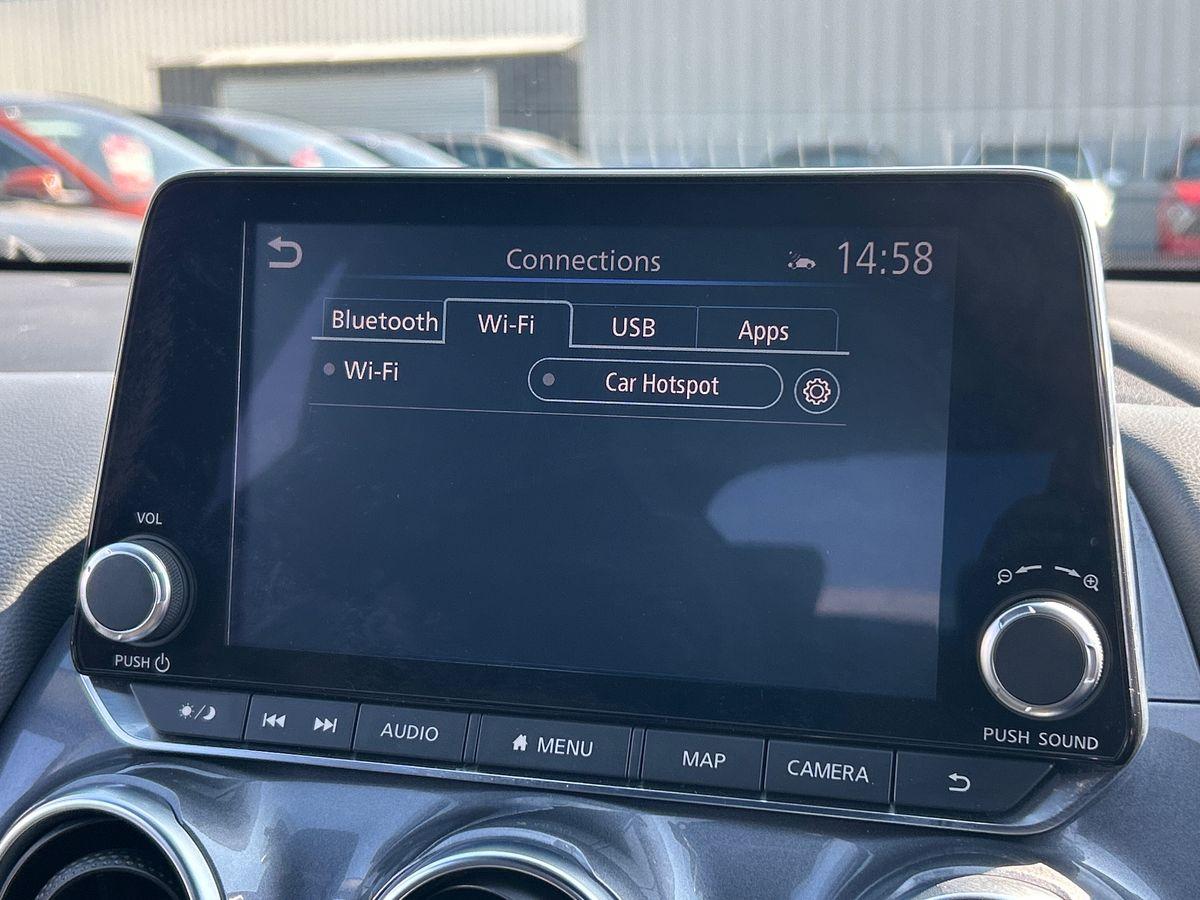 Connections
14:58
Bluetooth Wi-Fi USB Apps
Wi-Fi Car Hotspot
VOL
PUSH
PUSH SOUND
AUDIO MENU MAP CAMERA